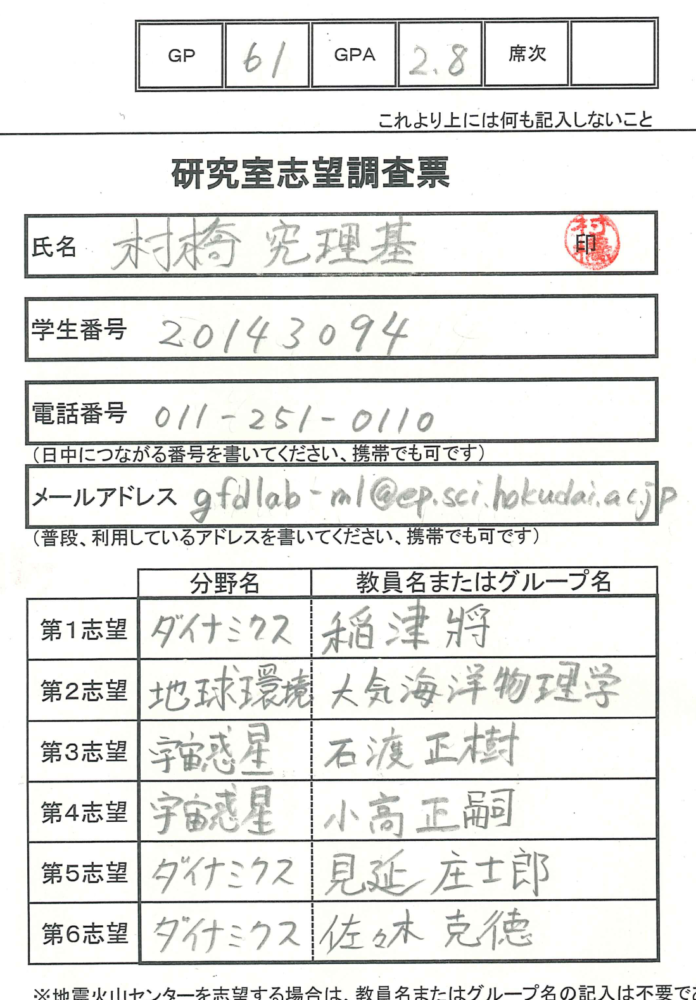 GP 61 GPA 2.8 席次
これより上には何も記入しないこと
研究室志望調査票
氏名 村橋 究理基 印
学生番号 20143094
電話番号 011-251-0110
(日中につながる番号を書いてください、携帯でも可です)
メールアドレス gfdlab-ml@ep.sci.hokudai.ac.jp
(普段、利用しているアドレスを書いてください、携帯でも可です)
分野名 教員名またはグループ名
第1志望 ダイナミクス 稲津 將
第2志望 地球環境 大気海洋物理学
第3志望 宇宙惑星 石渡 正樹
第4志望 宇宙惑星 小高 正嗣
第5志望 ダイナミクス 見延 庄士郎
第6志望 ダイナミクス 佐々木 克徳
※地震火山センターを志望する場合は、教員名またはグループ名の記入は不要であ